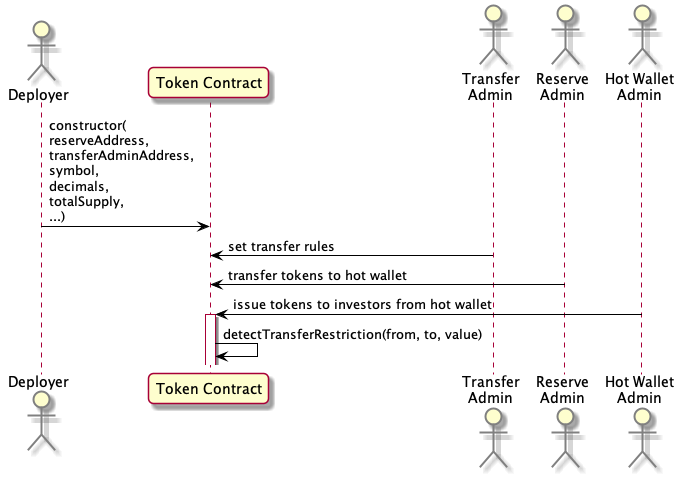 Deployer
Token Contract
Transfer
Admin
Reserve
Admin
Hot Wallet
Admin
constructor(
reserveAddress,
transferAdminAddress,
symbol,
decimals,
totalSupply,
...)
set transfer rules
transfer tokens to hot wallet
issue tokens to investors from hot wallet
detectTransferRestriction(from, to, value)
Deployer
Token Contract
Transfer
Admin
Reserve
Admin
Hot Wallet
Admin